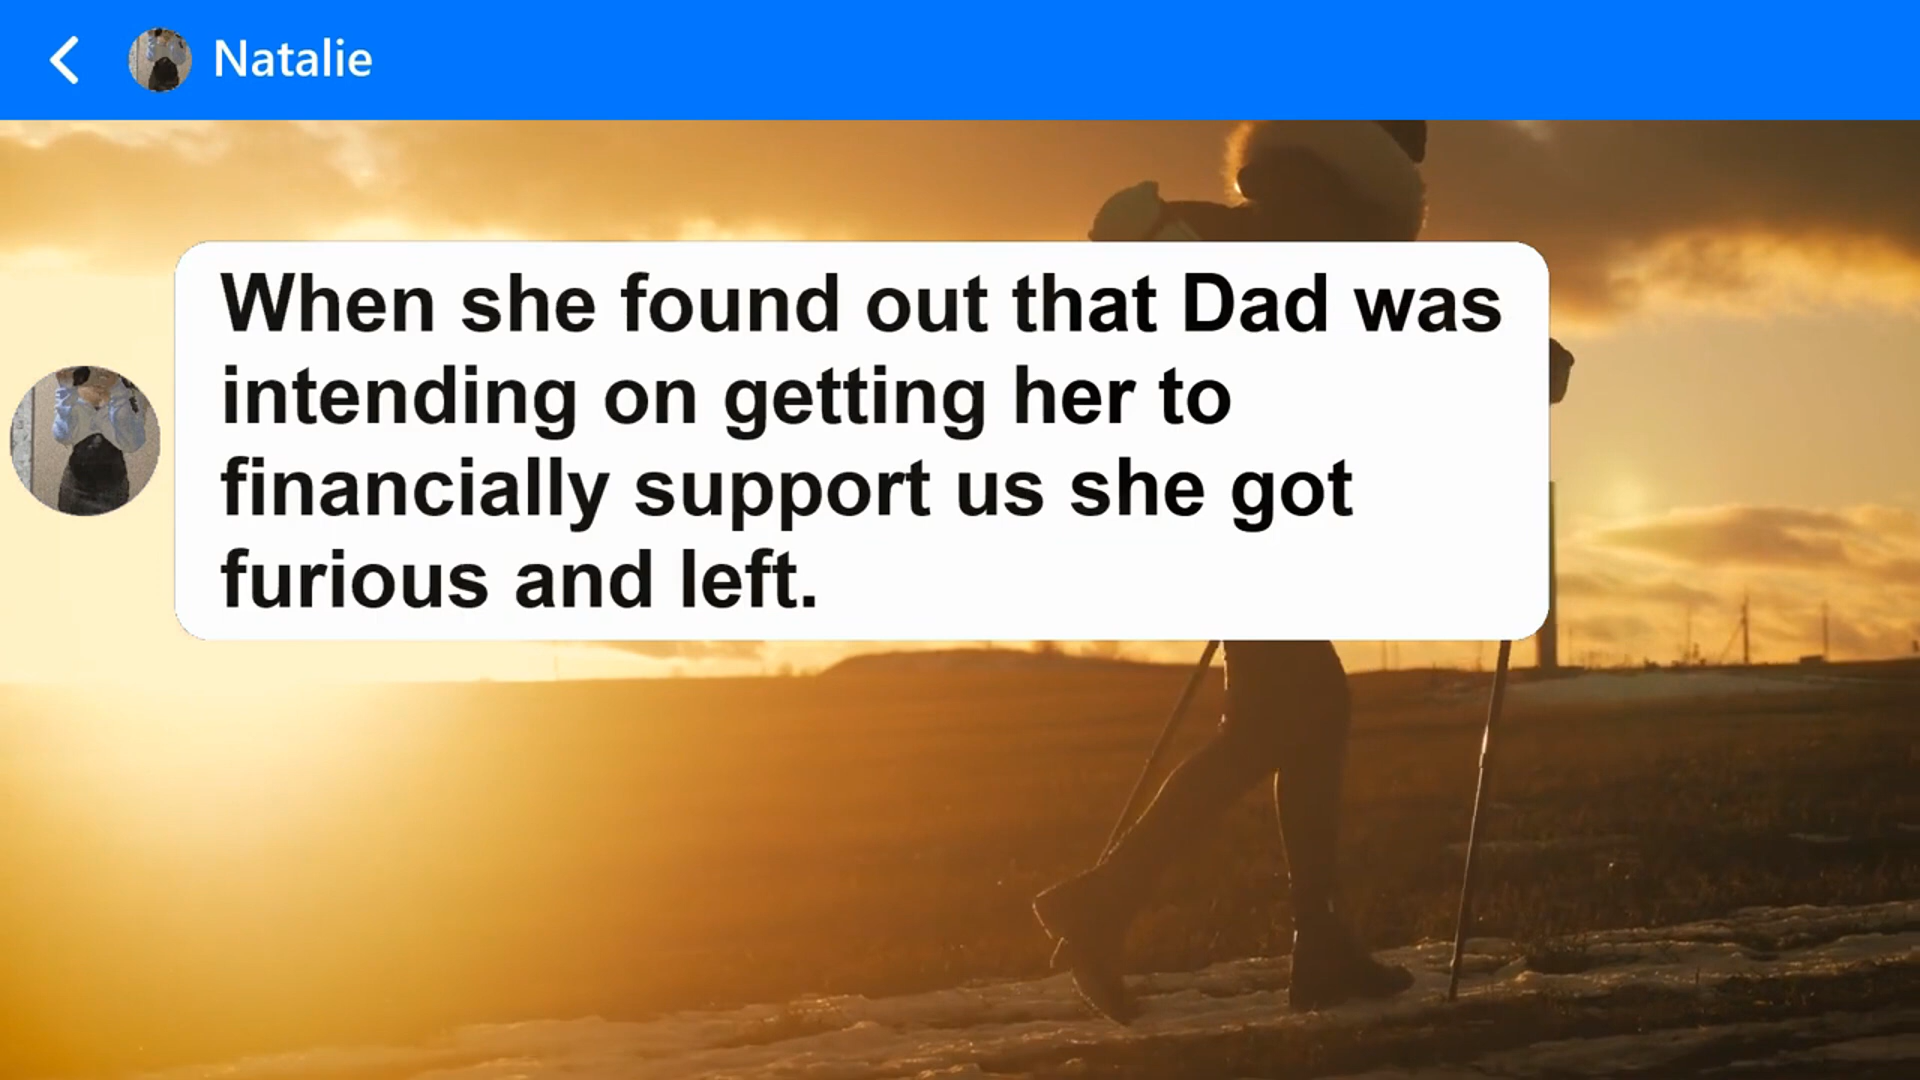 Natalie
When she found out that Dad was
intending on getting her to
financially support us she got
furious and left.